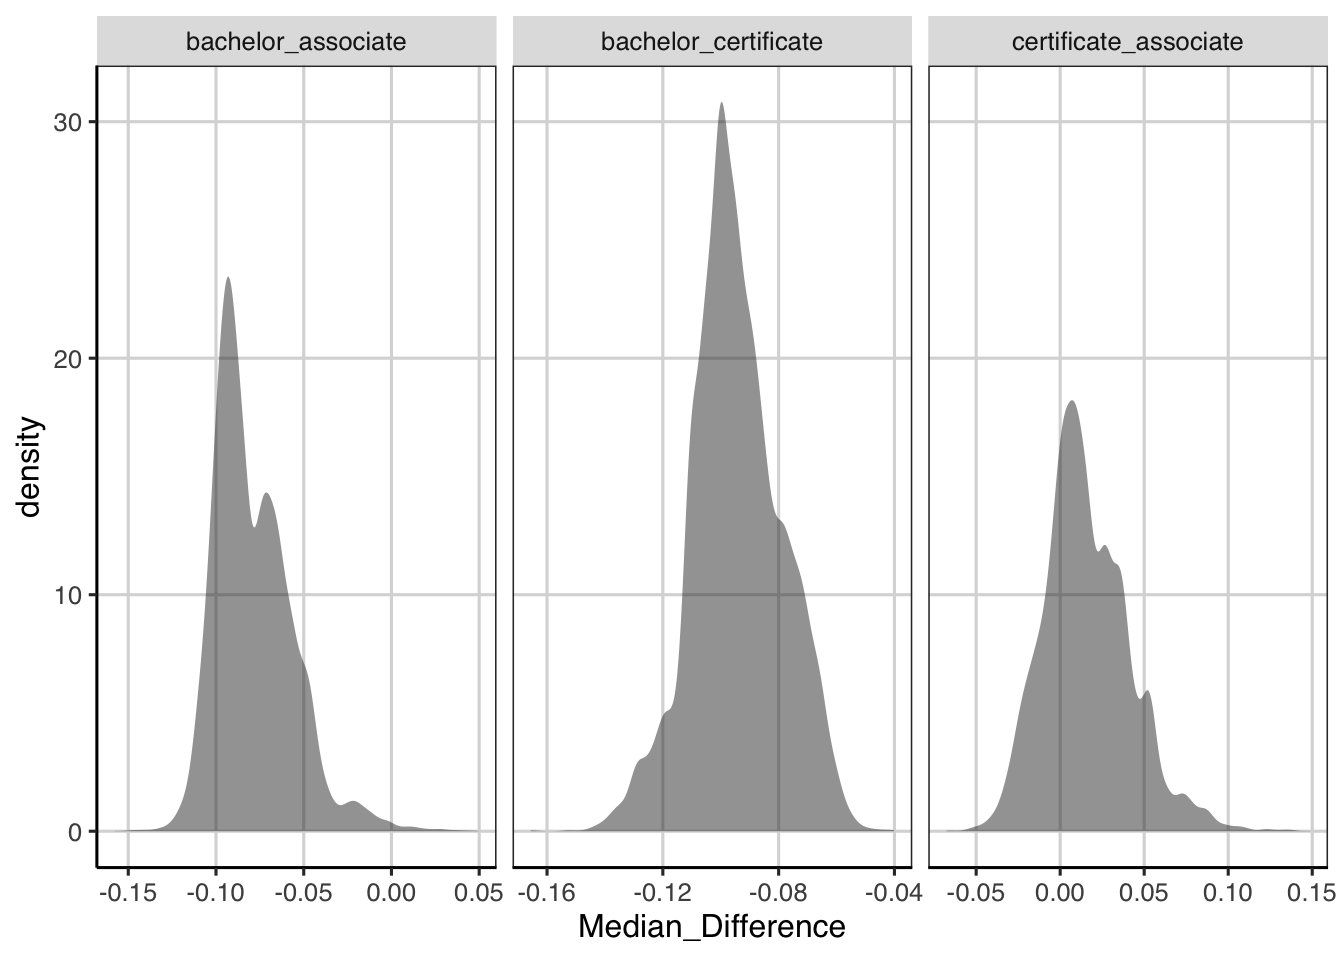 bachelor_associate bachelor_certificate certificate_associate
30
20
10
0
density
-0.15 -0.10 -0.05 0.00 0.05 -0.16 -0.12 -0.08 -0.04 -0.05 0.00 0.05 0.10 0.15
Median_Difference